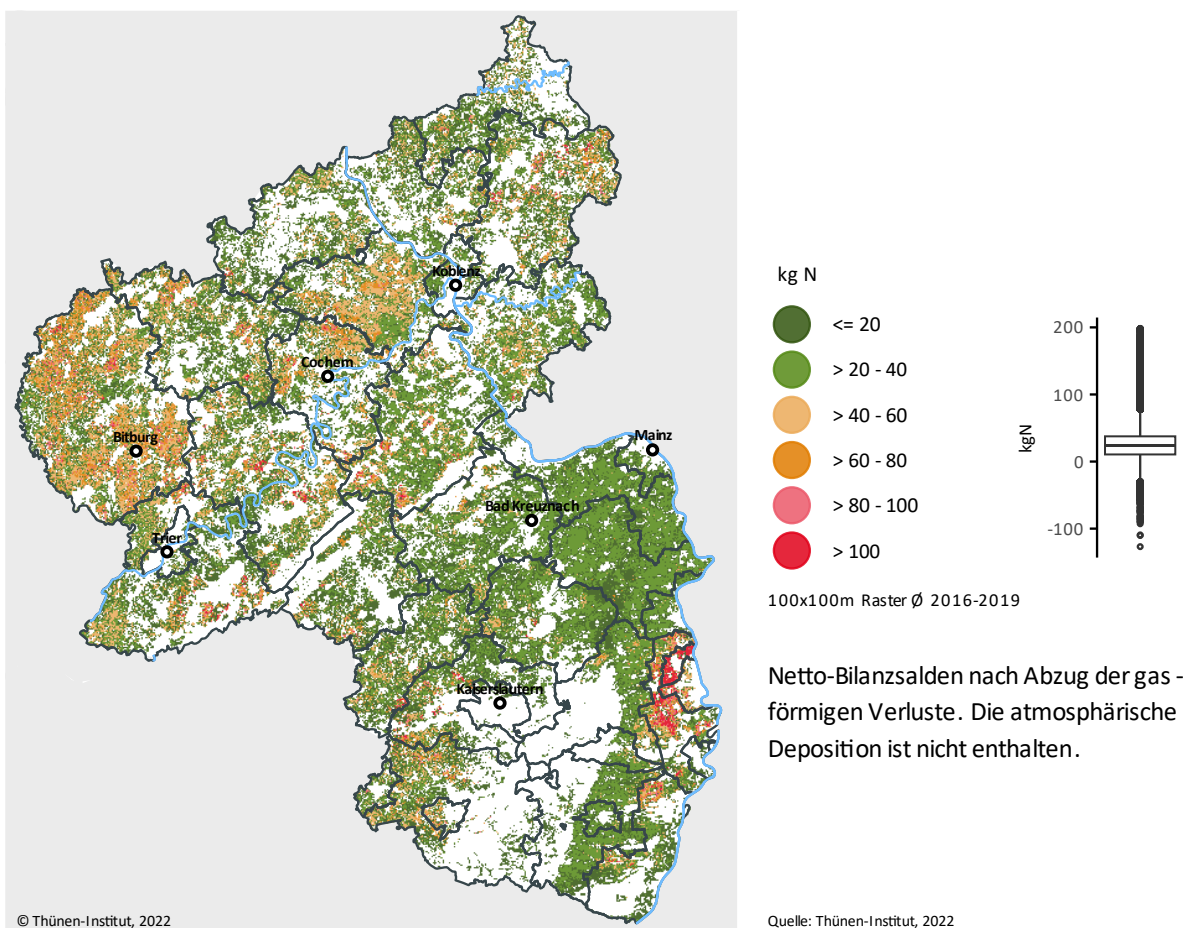 Koblenz
Cochem
Bitburg
Mainz
Bad Kreuznach
Trier
Kaiserslautern
© Thünen-Institut, 2022
kg N
<= 20
> 20 - 40
> 40 - 60
> 60 - 80
> 80 - 100
> 100
kgN
200
100
0
-100
100x100m Raster Ø 2016-2019
Netto-Bilanzsalden nach Abzug der gas-
förmigen Verluste. Die atmosphärische
Deposition ist nicht enthalten.
Quelle: Thünen-Institut, 2022